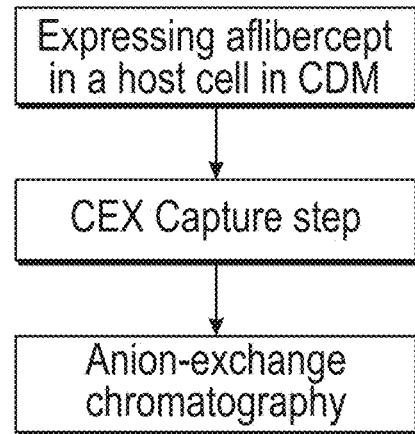 Expressing aflibercept
in a host cell in CDM
CEX Capture step
Anion-exchange
chromatography